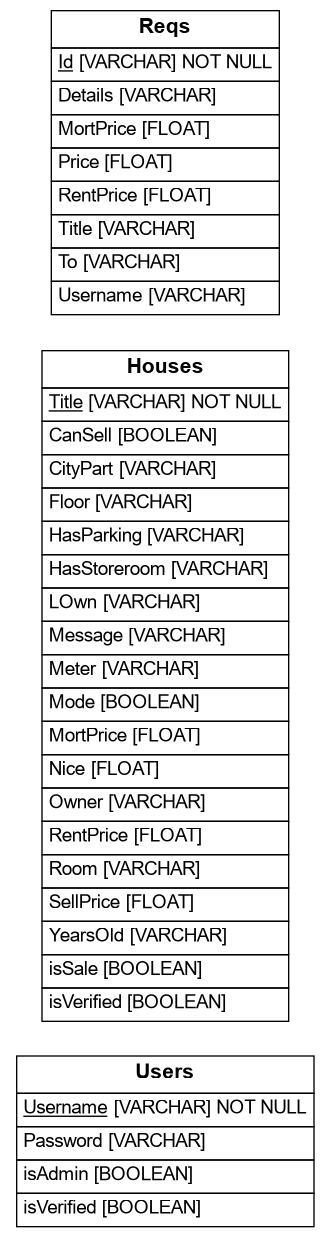 Reqs
Id [VARCHAR] NOT NULL
Details [VARCHAR]
MortPrice [FLOAT]
Price [FLOAT]
RentPrice [FLOAT]
Title [VARCHAR]
To [VARCHAR]
Username [VARCHAR]
Houses
Title [VARCHAR] NOT NULL
CanSell [BOOLEAN]
CityPart [VARCHAR]
Floor [VARCHAR]
HasParking [VARCHAR]
HasStoreroom [VARCHAR]
LOwn [VARCHAR]
Message [VARCHAR]
Meter [VARCHAR]
Mode [BOOLEAN]
MortPrice [FLOAT]
Nice [FLOAT]
Owner [VARCHAR]
RentPrice [FLOAT]
Room [VARCHAR]
SellPrice [FLOAT]
YearsOld [VARCHAR]
isSale [BOOLEAN]
isVerified [BOOLEAN]
Users
Username [VARCHAR] NOT NULL
Password [VARCHAR]
isAdmin [BOOLEAN]
isVerified [BOOLEAN]